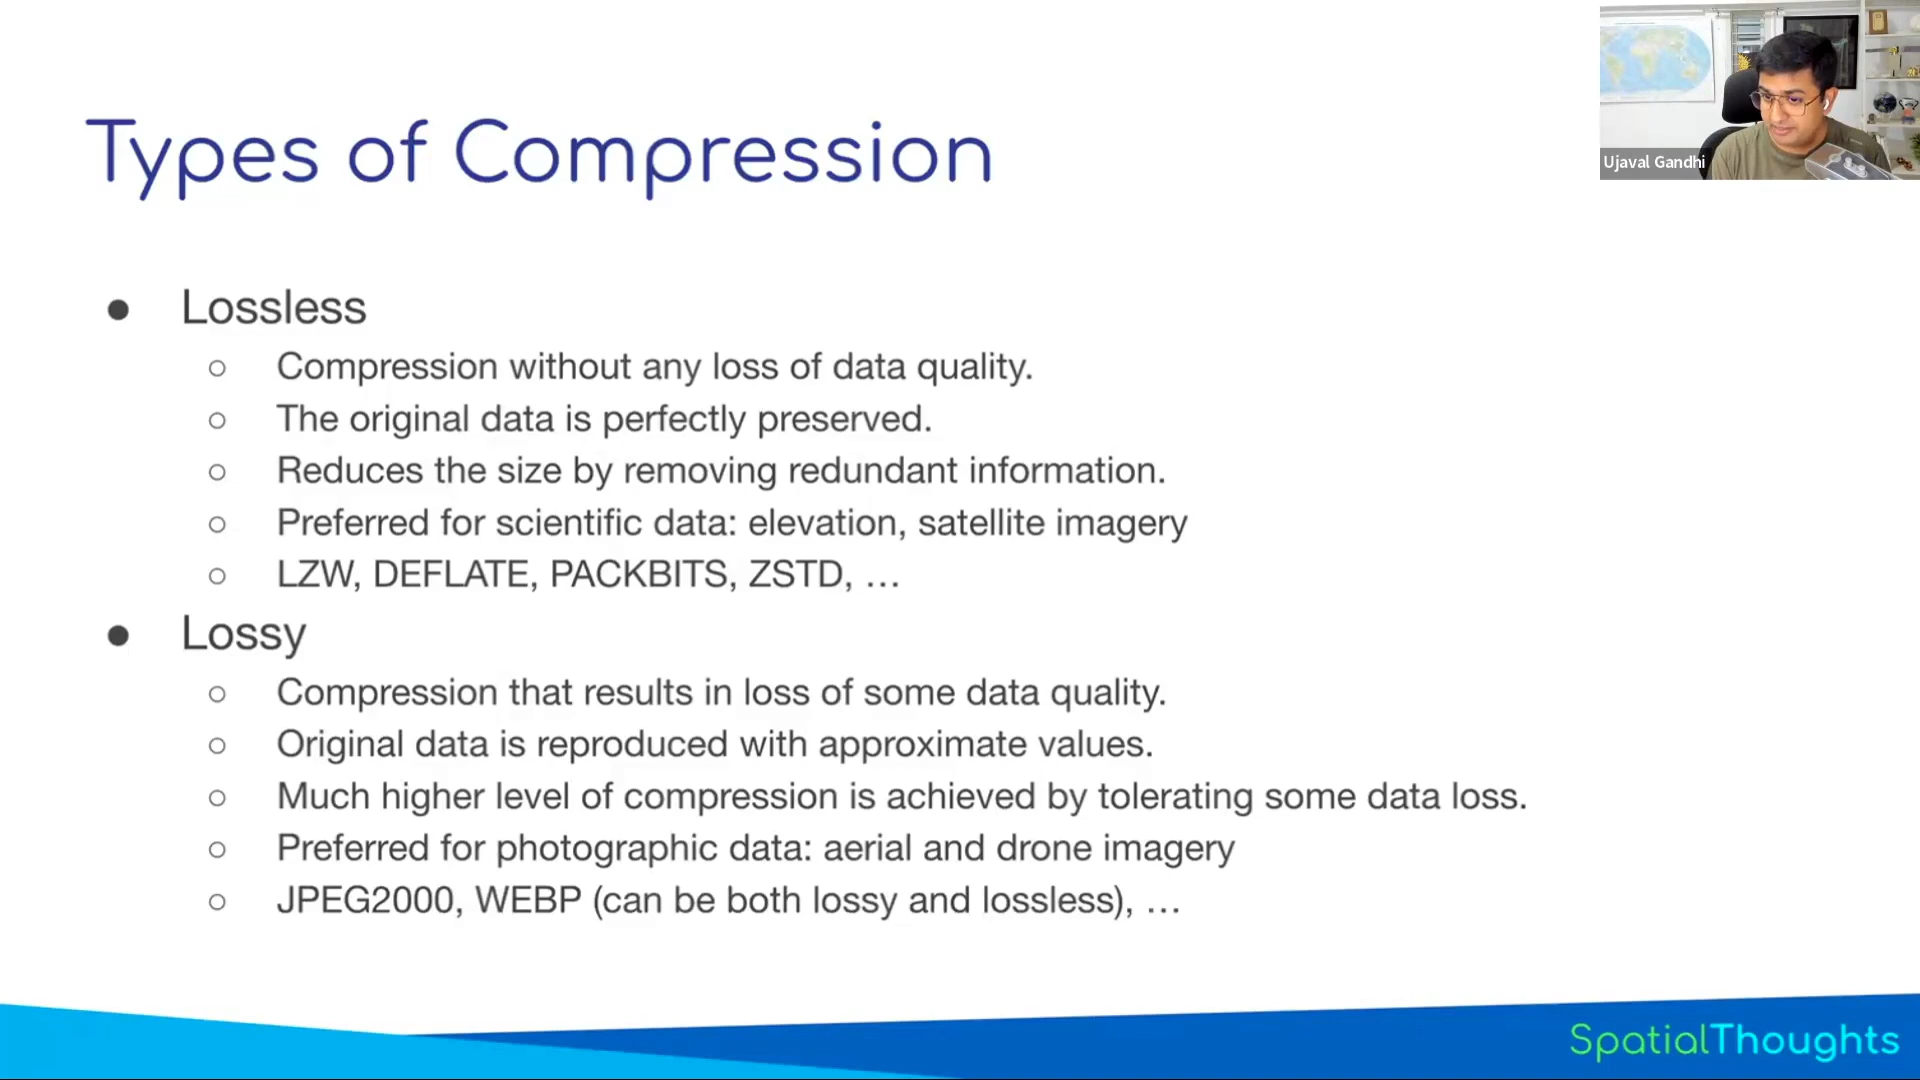 Types of Compression
Ujaval Gandhi
● Lossless
○ Compression without any loss of data quality.
○ The original data is perfectly preserved.
○ Reduces the size by removing redundant information.
○ Preferred for scientific data: elevation, satellite imagery
○ LZW, DEFLATE, PACKBITS, ZSTD, …
● Lossy
○ Compression that results in loss of some data quality.
○ Original data is reproduced with approximate values.
○ Much higher level of compression is achieved by tolerating some data loss.
○ Preferred for photographic data: aerial and drone imagery
○ JPEG2000, WEBP (can be both lossy and lossless), …
SpatialThoughts